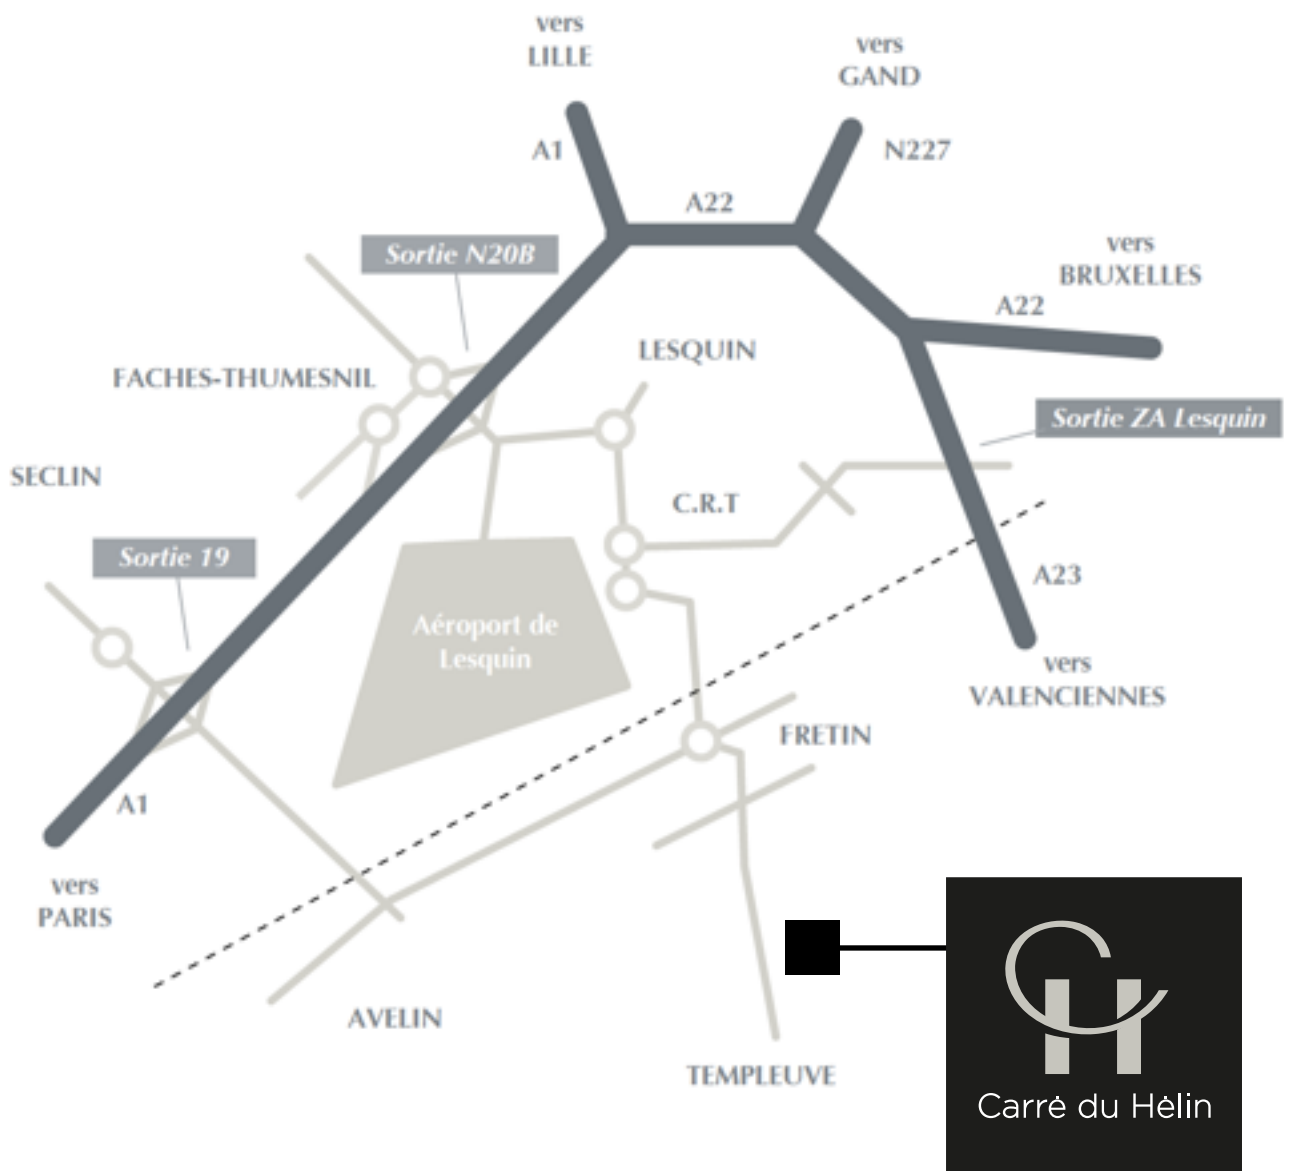 vers
LILLE
vers
GAND
A1
N227
A22
Sortie N20B
vers
BRUXELLES
A22
LESQUIN
FACHES-THUMESNIL
Sortie ZA Lesquin
SECLIN
C.R.T
Sortie 19
A23
Aéroport de
Lesquin
vers
VALENCIENNES
FRETIN
A1
vers
PARIS
AVELIN
TEMPLEUVE
CH
Carré du Hélin